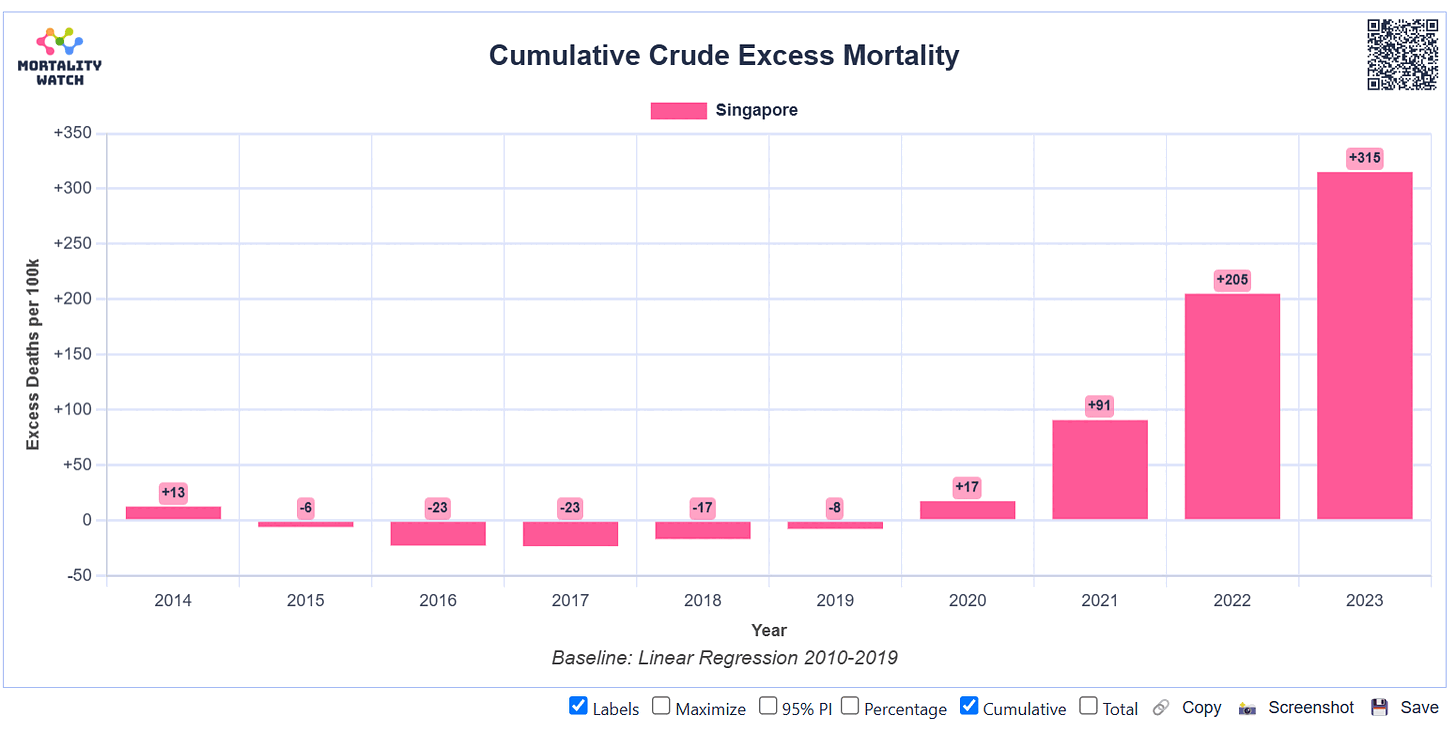 MORTALITY
WATCH
Cumulative Crude Excess Mortality
Singapore
Excess Deaths per 100k
+350
+300
+250
+200
+150
+100
+50
0
-50
+13
-6
-23
-23
-17
-8
+17
+91
+205
+315
2014 2015 2016 2017 2018 2019 2020 2021 2022 2023
Year
Baseline: Linear Regression 2010-2019
Labels Maximize 95% PI Percentage Cumulative Total Copy Screenshot Save